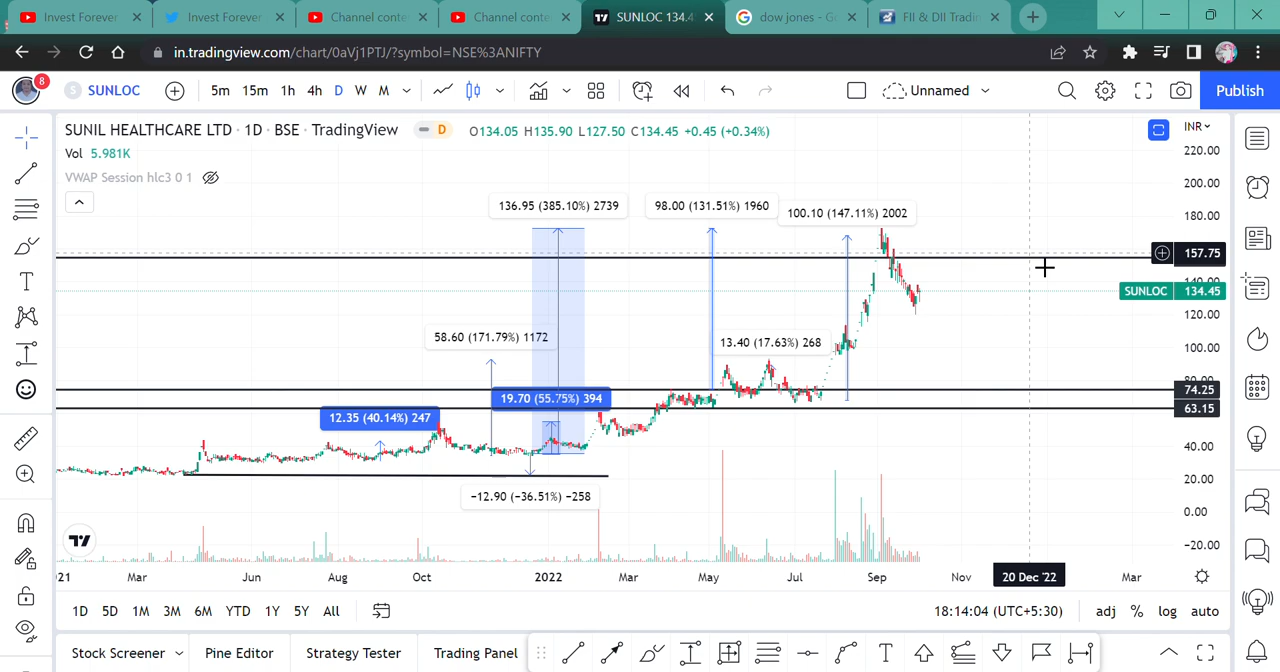 Invest Forever
Invest Forever
Channel conte
Channel conte
SUNLOC 134.4
dow jones - G
FII & DII Tradin
in.tradingview.com/chart/0aVj1PTJ/?symbol=NSE%3ANIFTY
8
S SUNLOC
5m 15m 1h 4h D W M
Unnamed
Publish
SUNIL HEALTHCARE LTD · 1D · BSE · TradingView
D
O134.05 H135.90 L127.50 C134.45 +0.45 (+0.34%)
INR
Vol 5.981K
VWAP Session hlc3 0 1
220.00
200.00
180.00
157.75
140.00
SUNLOC 134.45
120.00
100.00
80.00
74.25
63.15
40.00
20.00
0.00
−20.00
136.95 (385.10%) 2739
98.00 (131.51%) 1960
100.10 (147.11%) 2002
58.60 (171.79%) 1172
13.40 (17.63%) 268
19.70 (55.75%) 394
12.35 (40.14%) 247
−12.90 (−36.51%) −258
21 Mar Jun Aug Oct 2022 Mar May Jul Sep Nov 20 Dec '22 Mar
1D 5D 1M 3M 6M YTD 1Y 5Y All
18:14:04 (UTC+5:30)
adj % log auto
Stock Screener
Pine Editor
Strategy Tester
Trading Panel